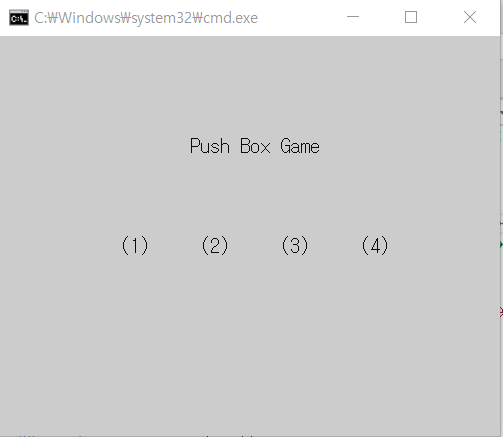 C:₩Windows₩system32₩cmd.exe
Push Box Game
(1) (2) (3) (4)